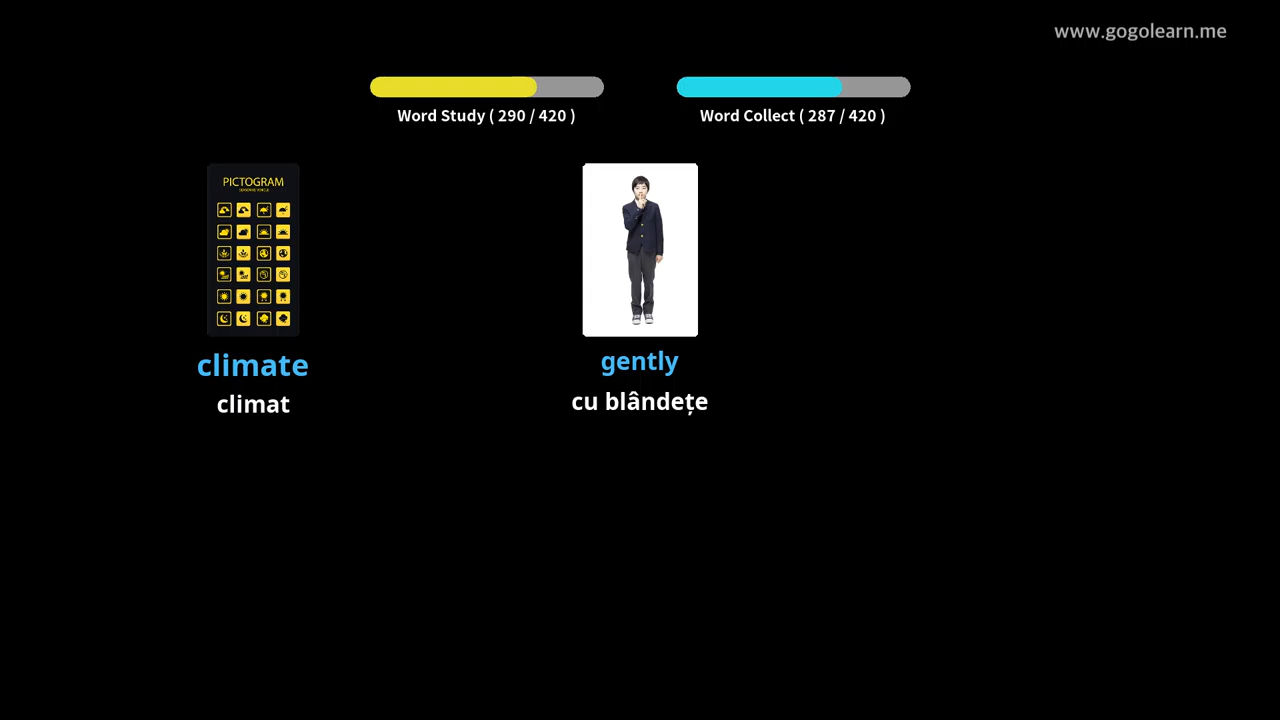 www.gogolearn.me
Word Study ( 290 / 420 )
Word Collect ( 287 / 420 )
PICTOGRAM
climate
climat
gently
cu blândețe